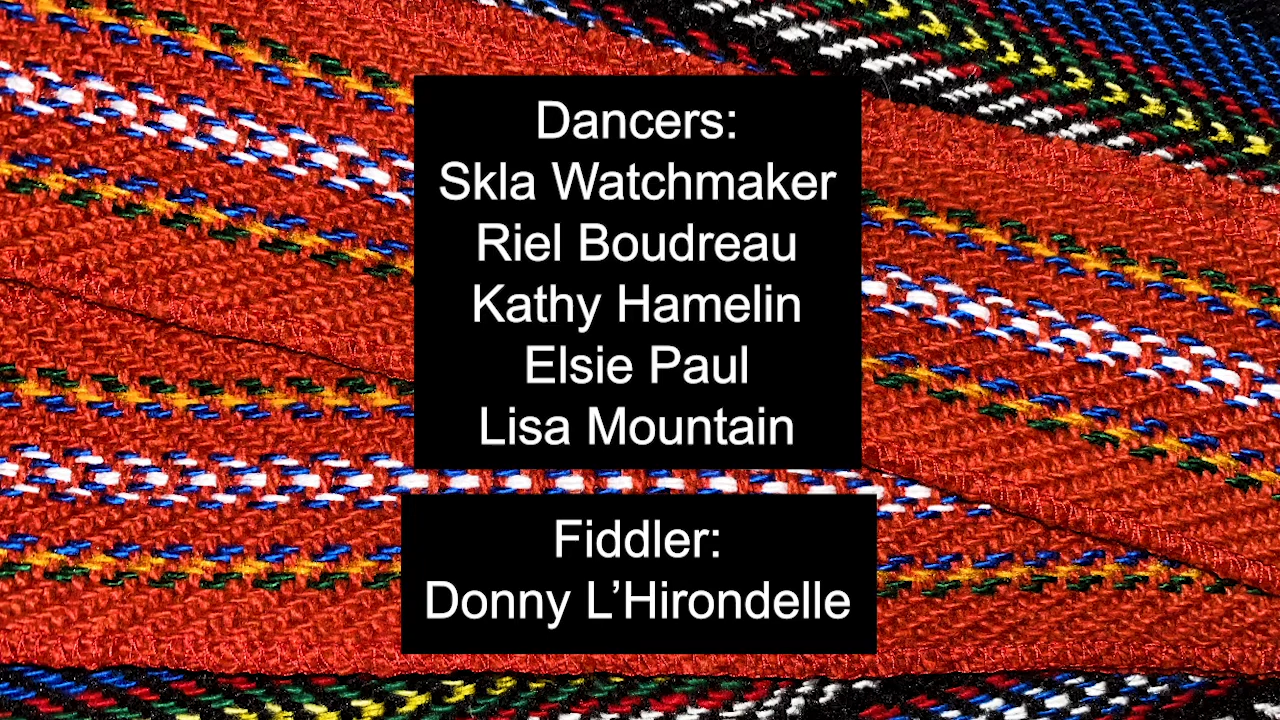 Dancers:
Skla Watchmaker
Riel Boudreau
Kathy Hamelin
Elsie Paul
Lisa Mountain
Fiddler:
Donny L’Hirondelle